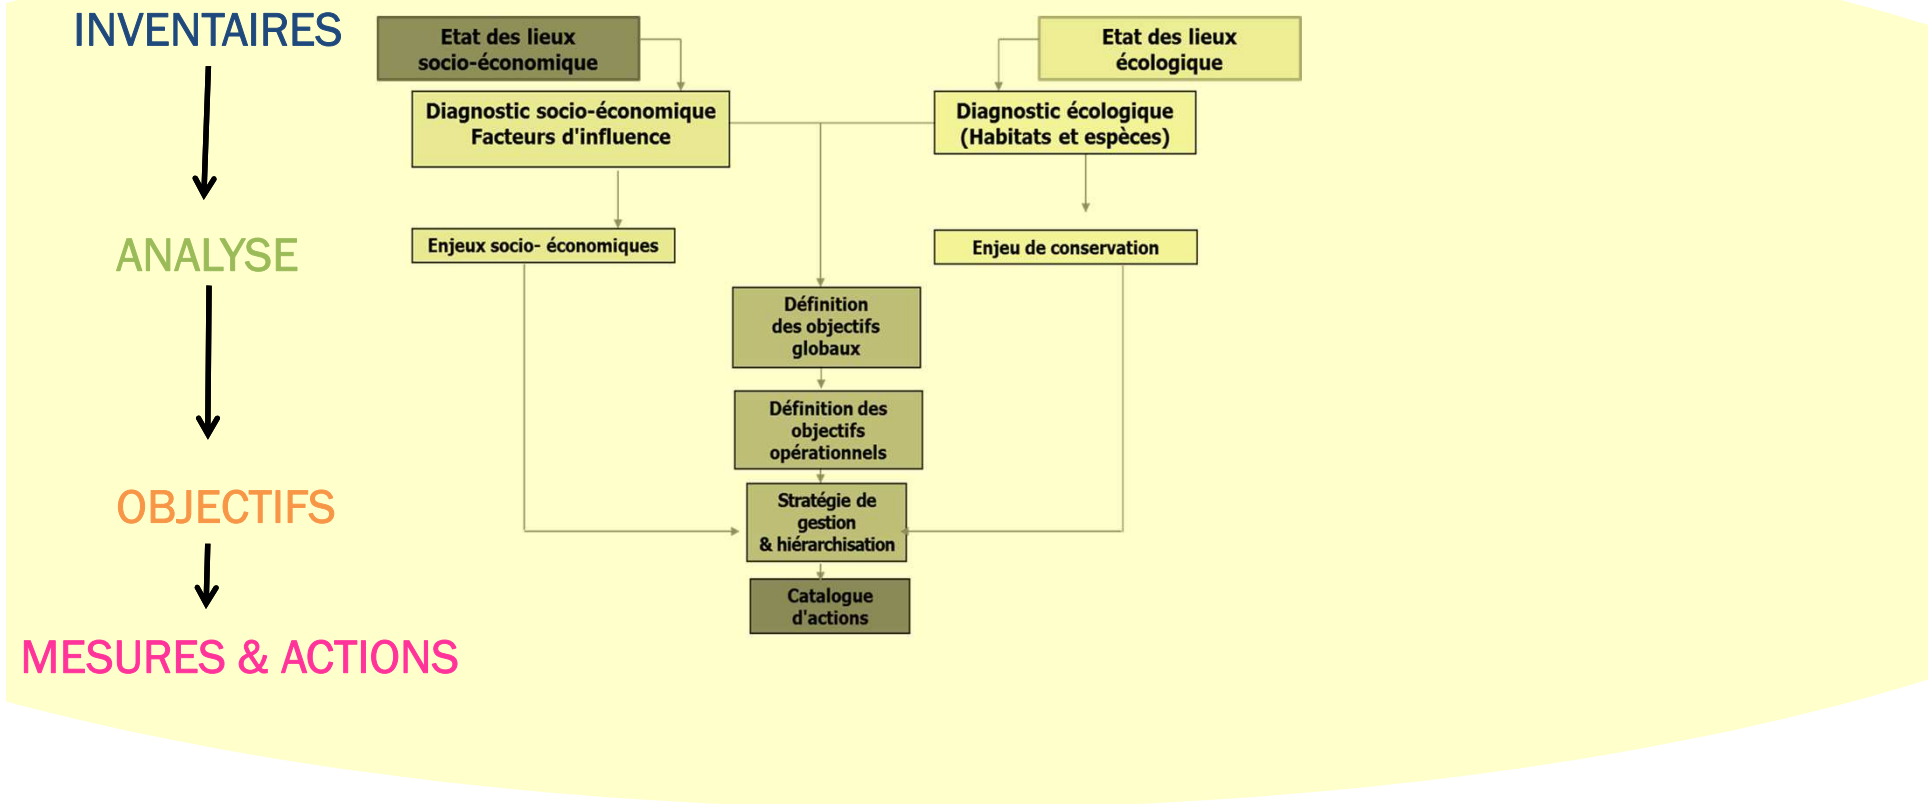 INVENTAIRES
Etat des lieux
socio-économique
Etat des lieux
écologique
Diagnostic socio-économique
Facteurs d'influence
Diagnostic écologique
(Habitats et espèces)
ANALYSE
Enjeux socio- économiques
Enjeu de conservation
Définition
des objectifs
globaux
Définition des
objectifs
opérationnels
OBJECTIFS
Stratégie de
gestion
& hiérarchisation
Catalogue
d'actions
MESURES & ACTIONS